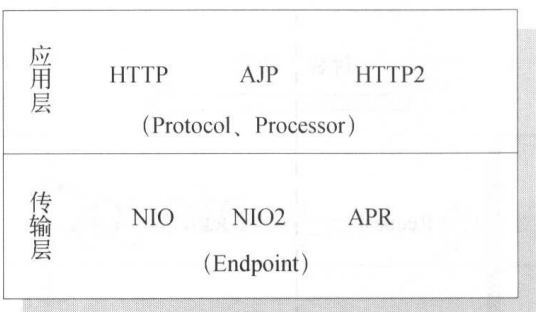 应用层
HTTP AJP HTTP2
(Protocol、Processor)
传输层
NIO NIO2 APR
(Endpoint)